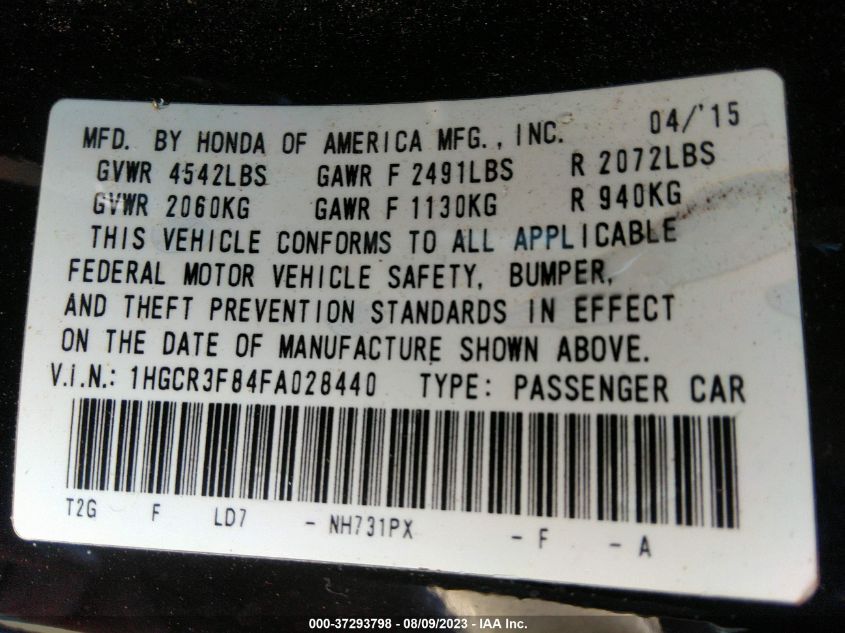 MFD. BY HONDA OF AMERICA MFG., INC. 04/'15
GVWR 4542LBS GAWR F 2491LBS R 2072LBS
GVWR 2060KG GAWR F 1130KG R 940KG
THIS VEHICLE CONFORMS TO ALL APPLICABLE
FEDERAL MOTOR VEHICLE SAFETY, BUMPER,
AND THEFT PREVENTION STANDARDS IN EFFECT
ON THE DATE OF MANUFACTURE SHOWN ABOVE.
V.I.N.: 1HGCR3F84FA028440 TYPE: PASSENGER CAR
T2G F LD7 - NH731PX - F - A
000-37293798 - 08/09/2023 - IAAI Inc.